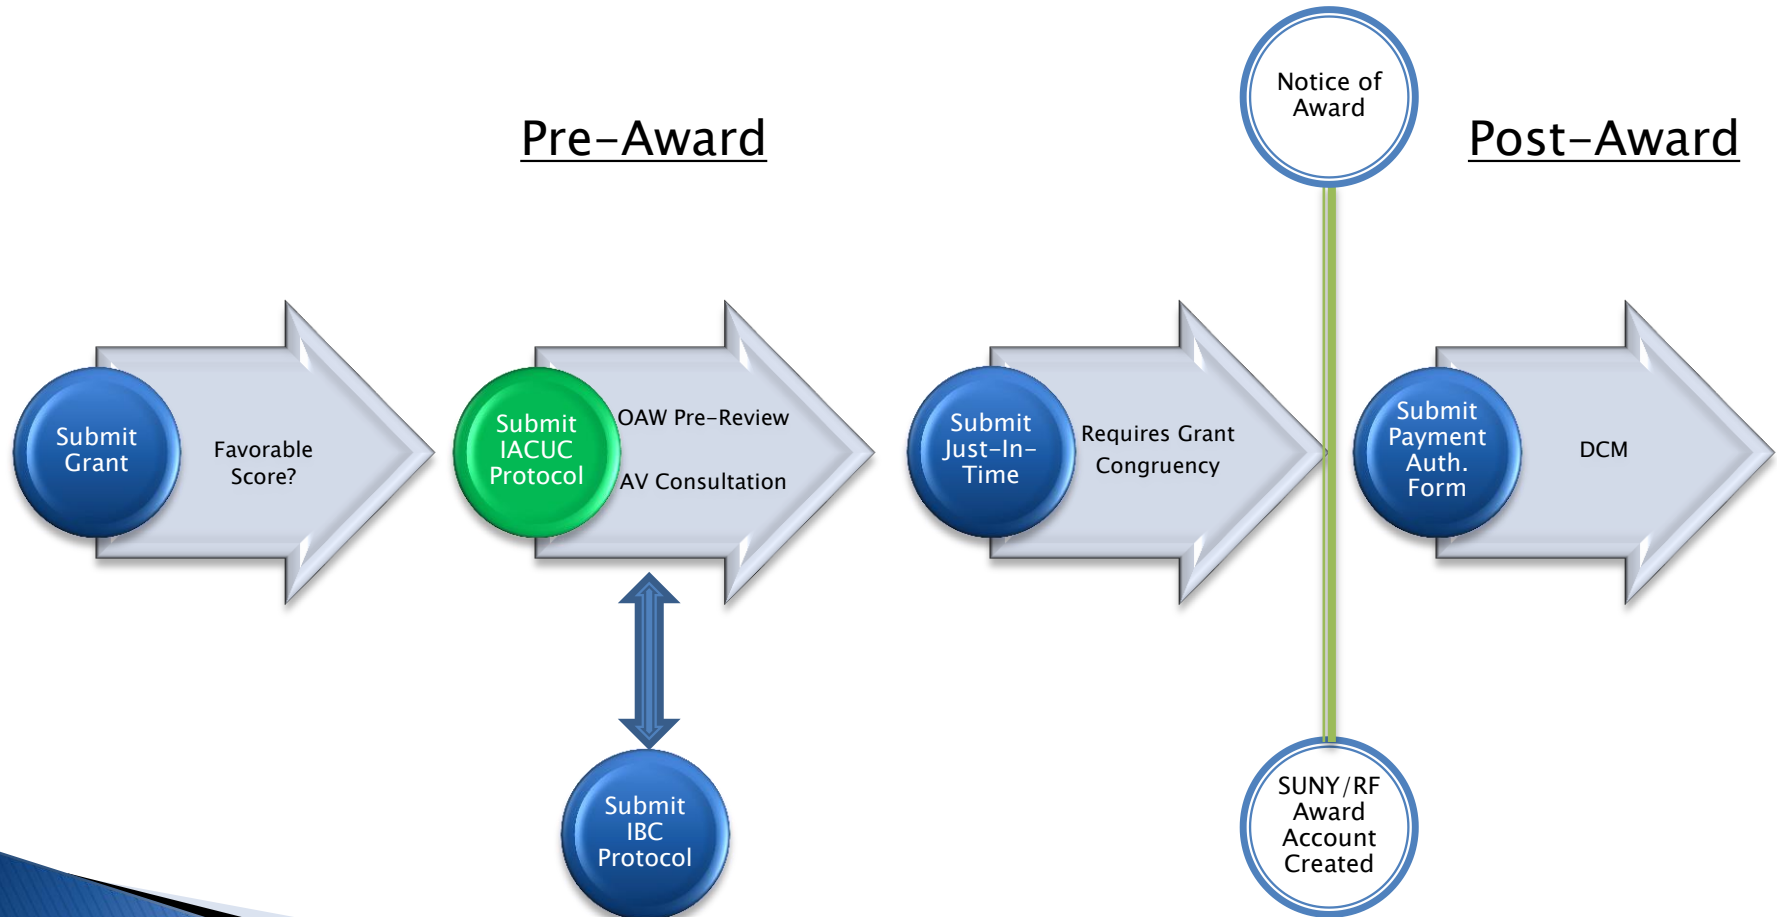 Notice of
Award
Pre-Award
Post-Award
Submit
Grant
Favorable
Score?
Submit
IACUC
Protocol
OAW Pre-Review
AV Consultation
Submit
Just-In-
Time
Requires Grant
Congruency
Submit
Payment
Auth.
Form
DCM
Submit
IBC
Protocol
SUNY/RF
Award
Account
Created